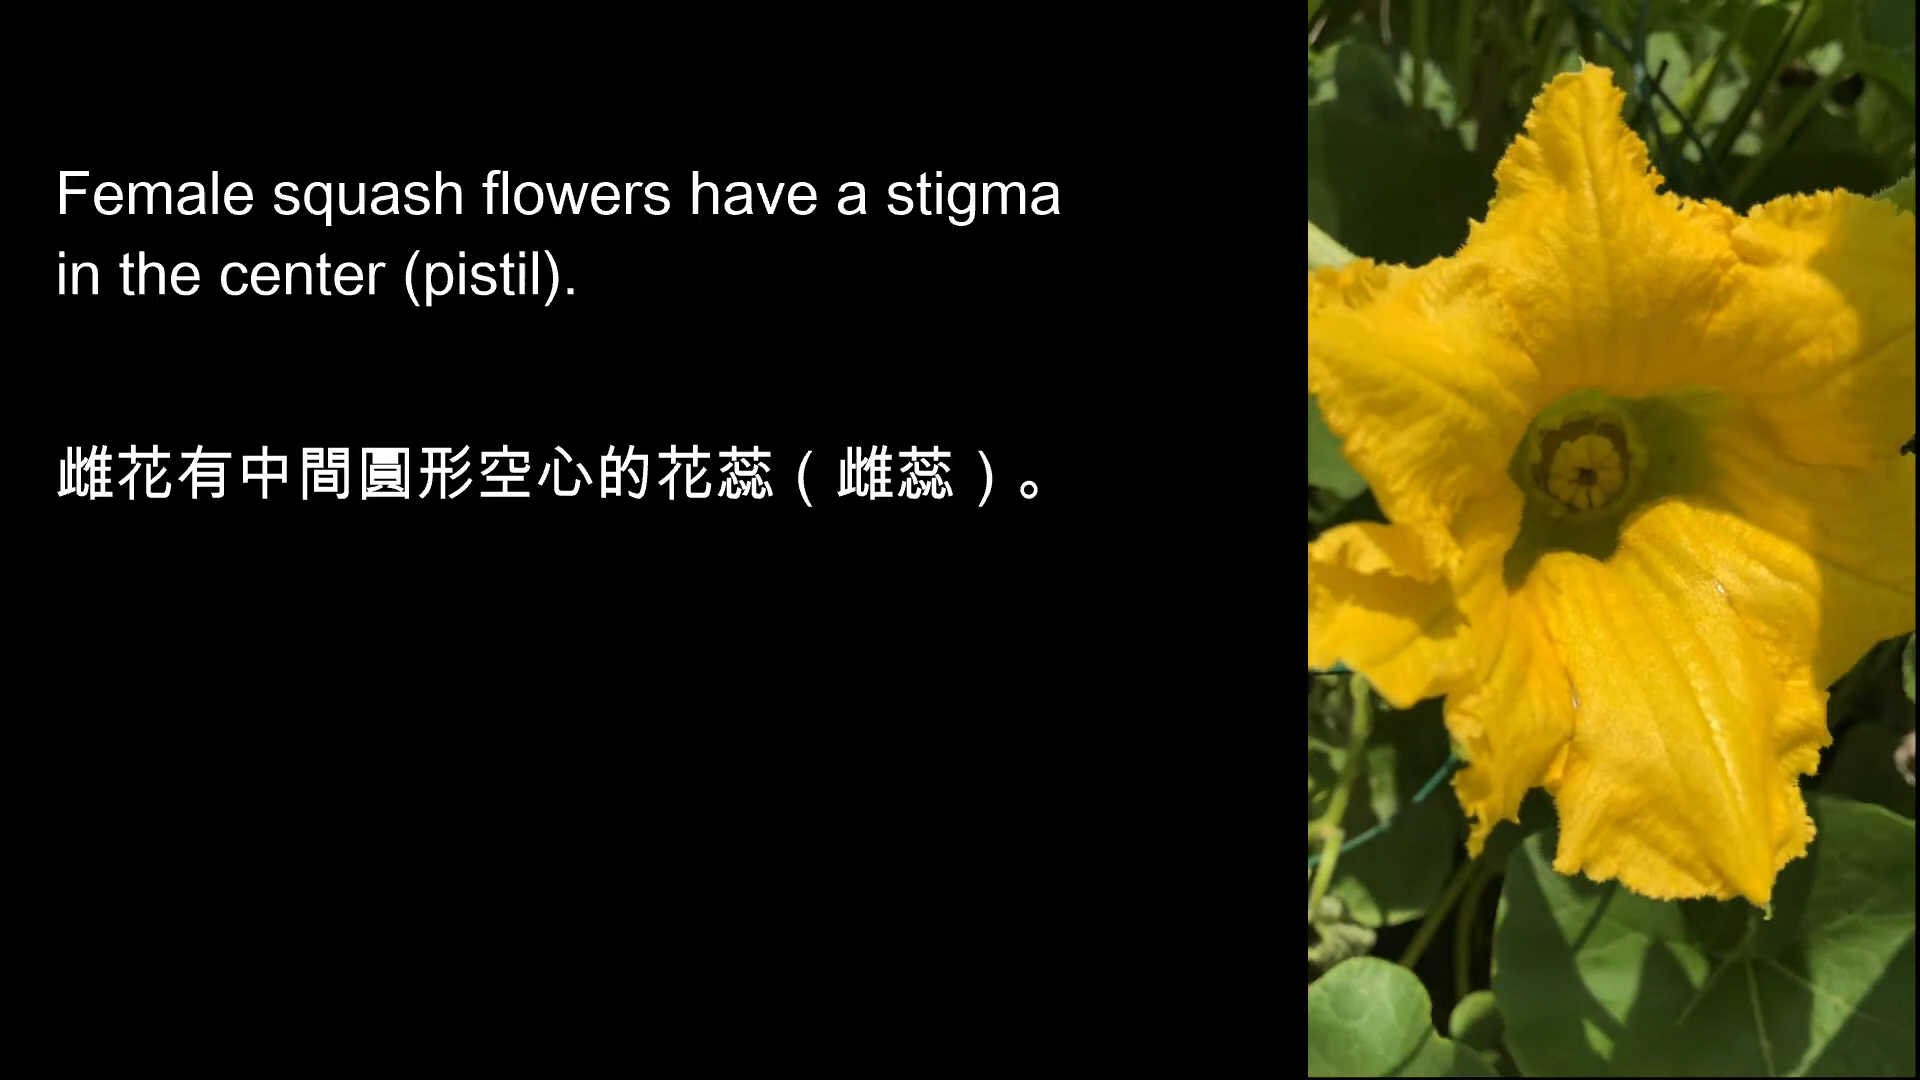 Female squash flowers have a stigma
in the center (pistil).
雌花有中間圓形空心的花蕊（雌蕊）。